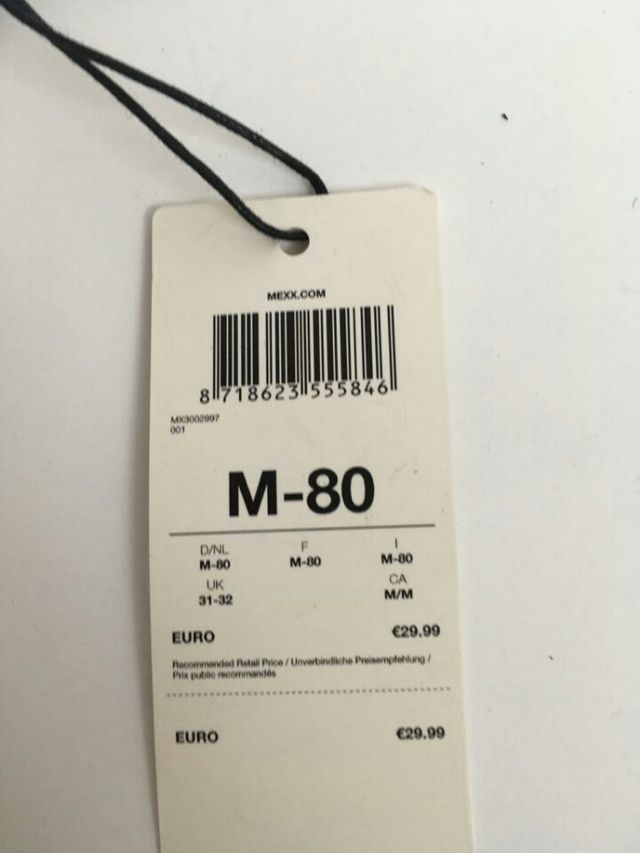 MEXX.COM
8 718623 555846
MX3002997
001
M-80
D/NL F I
M-80 M-80 M-80
UK CA
31-32 M/M
EURO €29.99
Recommended Retail Price / Unverbindliche Preisempfehlung /
Prix public recommandés
EURO €29.99